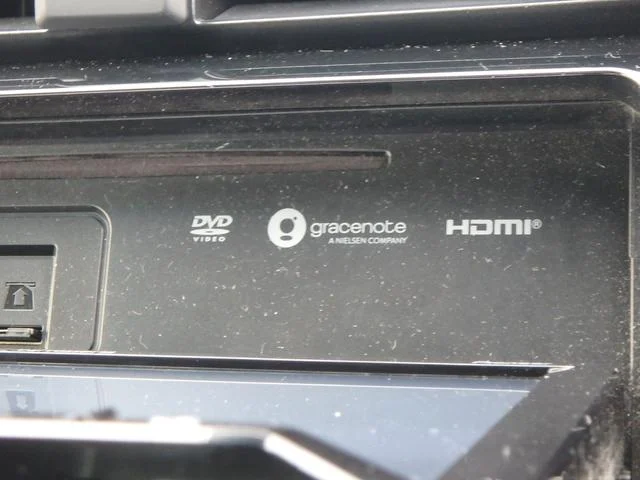 DVD
VIDEO
gracenote
A NIELSEN COMPANY
HDMI®